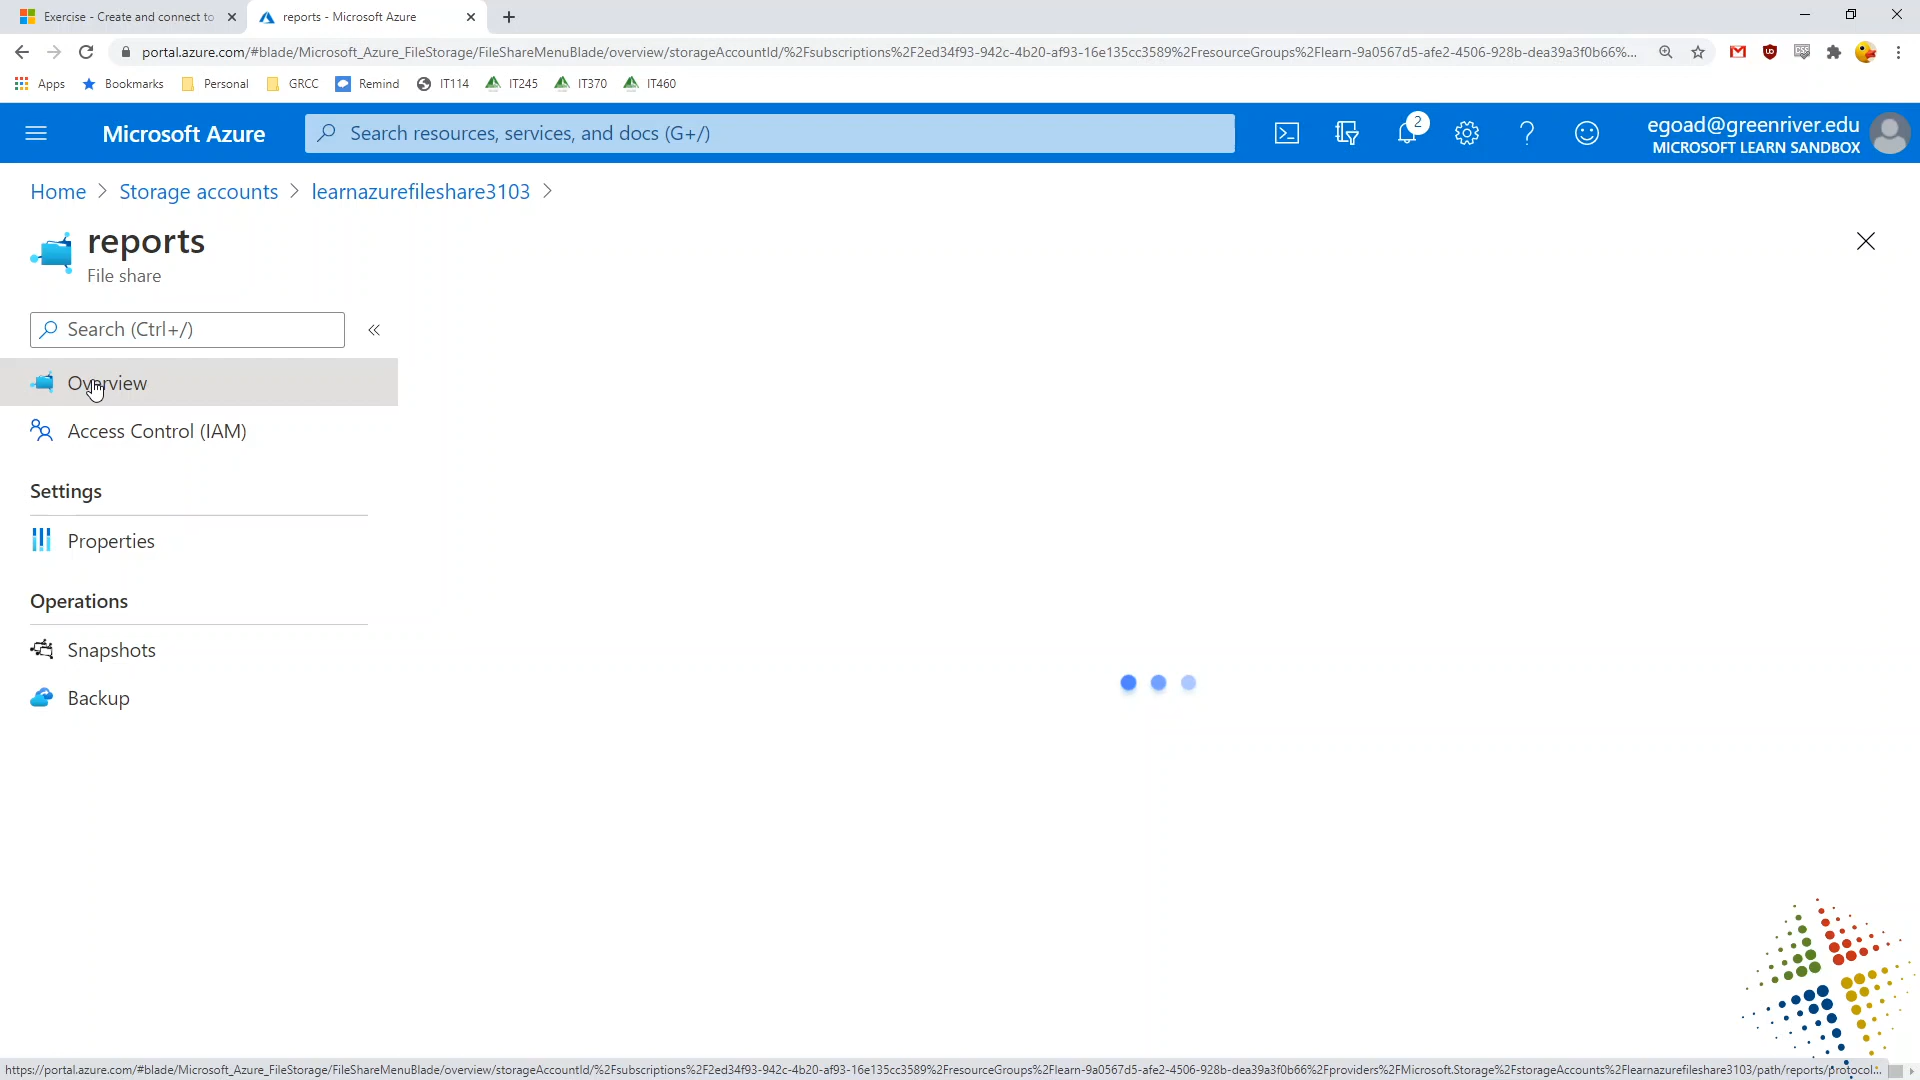 Exercise - Create and connect to
reports - Microsoft Azure
portal.azure.com/#blade/Microsoft_Azure_FileStorage/FileShareMenuBlade/overview/storageAccountId/%2Fsubscriptions%2F2ed34f93-942c-4b20-af93-16e135cc3589%2FresourceGroups%2Flearn-9a0567d5-afe2-4506-928b-dea39a3f0b66%...
Apps
Bookmarks
Personal
GRCC
Remind
IT114
IT245
IT370
IT460
Microsoft Azure
Search resources, services, and docs (G+/)
2
egoad@greenriver.edu
MICROSOFT LEARN SANDBOX
Home > Storage accounts > learnazurefileshare3103 >
reports
File share
Search (Ctrl+/)
«
Overview
Access Control (IAM)
Settings
Properties
Operations
Snapshots
Backup
https://portal.azure.com/#blade/Microsoft_Azure_FileStorage/FileShareMenuBlade/overview/storageAccountId/%2Fsubscriptions%2F2ed34f93-942c-4b20-af93-16e135cc3589%2FresourceGroups%2Flearn-9a0567d5-afe2-4506-928b-dea39a3f0b66%2Fproviders%2FMicrosoft.Storage%2FstorageAccounts%2Flearnazurefileshare3103/path/reports/protocol...